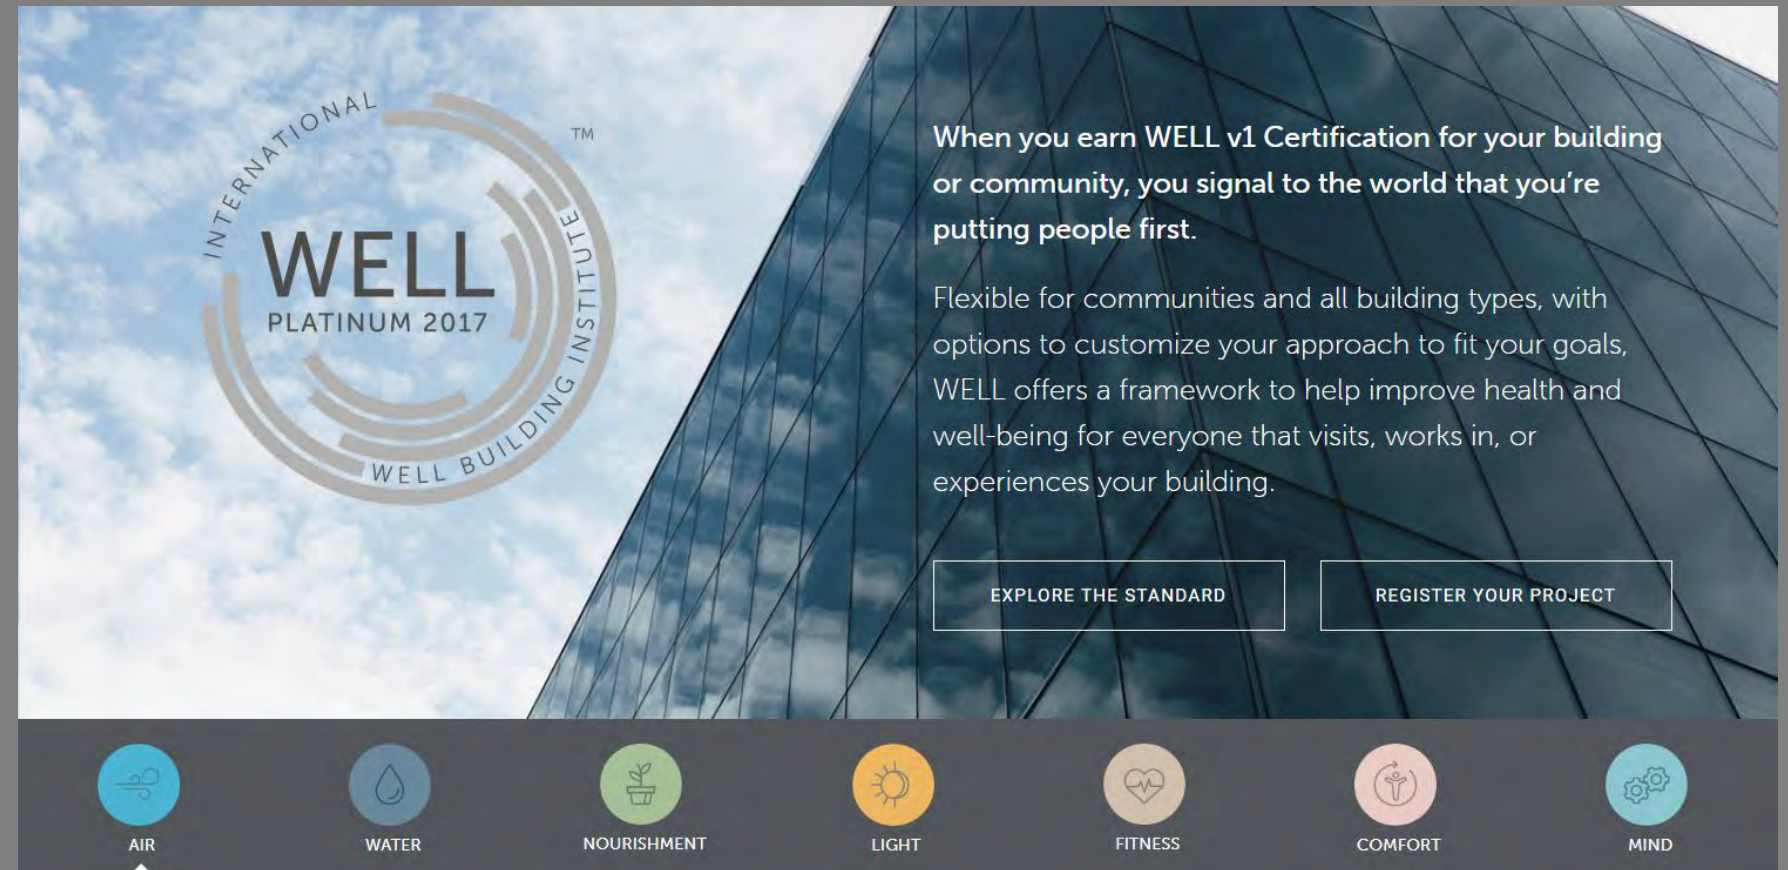 INTERNATIONAL
WELL BUILDING INSTITUTE
TM
WELL
PLATINUM 2017
When you earn WELL v1 Certification for your building
or community, you signal to the world that you’re
putting people first.
Flexible for communities and all building types, with
options to customize your approach to fit your goals,
WELL offers a framework to help improve health and
well-being for everyone that visits, works in, or
experiences your building.
EXPLORE THE STANDARD
REGISTER YOUR PROJECT
AIR
WATER
NOURISHMENT
LIGHT
FITNESS
COMFORT
MIND